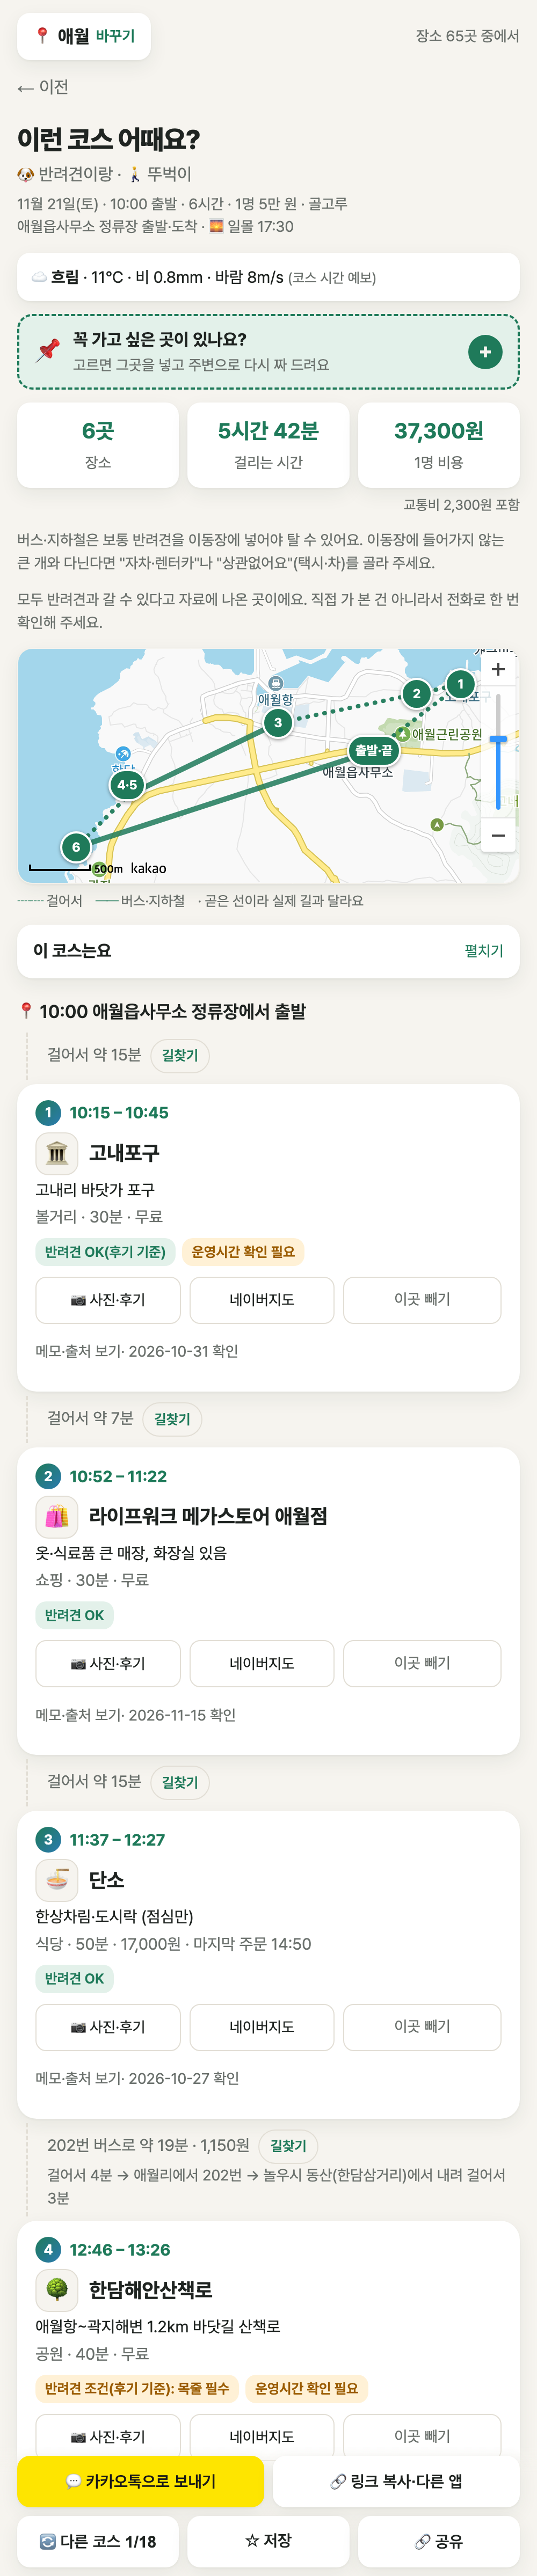 📍 애월 바꾸기
장소 65곳 중에서
← 이전
이런 코스 어때요?
🐶 반려견이랑 · 🚶 뚜벅이
11월 21일(토) · 10:00 출발 · 6시간 · 1명 5만 원 · 골고루
애월읍사무소 정류장 출발·도착 · 🌅 일몰 17:30
☁️ 흐림 · 11°C · 비 0.8mm · 바람 8m/s (코스 시간 예보)
📌 꼭 가고 싶은 곳이 있나요?
고르면 그곳을 넣고 주변으로 다시 짜 드려요
+
6곳
장소
5시간 42분
걸리는 시간
37,300원
1명 비용
교통비 2,300원 포함
버스·지하철은 보통 반려견을 이동장에 넣어야 탈 수 있어요. 이동장에 들어가지 않는
큰 개와 다닌다면 "자차·렌터카"나 "상관없어요"(택시·차)를 골라 주세요.
모두 반려견과 갈 수 있다고 자료에 나온 곳이에요. 직접 가 본 건 아니라서 전화로 한 번
확인해 주세요.
애월항
1
2
3
애월근린공원
출발·끝
애월읍사무소
한담
4·5
6
500m kakao
걸어서 버스·지하철 · 곧은 선이라 실제 길과 달라요
이 코스는요
펼치기
📍 10:00 애월읍사무소 정류장에서 출발
걸어서 약 15분 길찾기
1 10:15 – 10:45
고내포구
고내리 바닷가 포구
볼거리 · 30분 · 무료
반려견 OK(후기 기준) 운영시간 확인 필요
📷 사진·후기 네이버지도 이곳 빼기
메모·출처 보기· 2026-10-31 확인
걸어서 약 7분 길찾기
2 10:52 – 11:22
라이프워크 메가스토어 애월점
옷·식료품 큰 매장, 화장실 있음
쇼핑 · 30분 · 무료
반려견 OK
📷 사진·후기 네이버지도 이곳 빼기
메모·출처 보기· 2026-11-15 확인
걸어서 약 15분 길찾기
3 11:37 – 12:27
단소
한상차림·도시락 (점심만)
식당 · 50분 · 17,000원 · 마지막 주문 14:50
반려견 OK
📷 사진·후기 네이버지도 이곳 빼기
메모·출처 보기· 2026-10-27 확인
202번 버스로 약 19분 · 1,150원 길찾기
걸어서 4분 → 애월리에서 202번 → 놀우시 동산(한담삼거리)에서 내려 걸어서
3분
4 12:46 – 13:26
한담해안산책로
애월항~곽지해변 1.2km 바닷길 산책로
공원 · 40분 · 무료
반려견 조건(후기 기준): 목줄 필수 운영시간 확인 필요
📷 사진·후기 네이버지도 이곳 빼기
💬 카카오톡으로 보내기
🔗 링크 복사·다른 앱
🔄 다른 코스 1/18
☆ 저장
🔗 공유